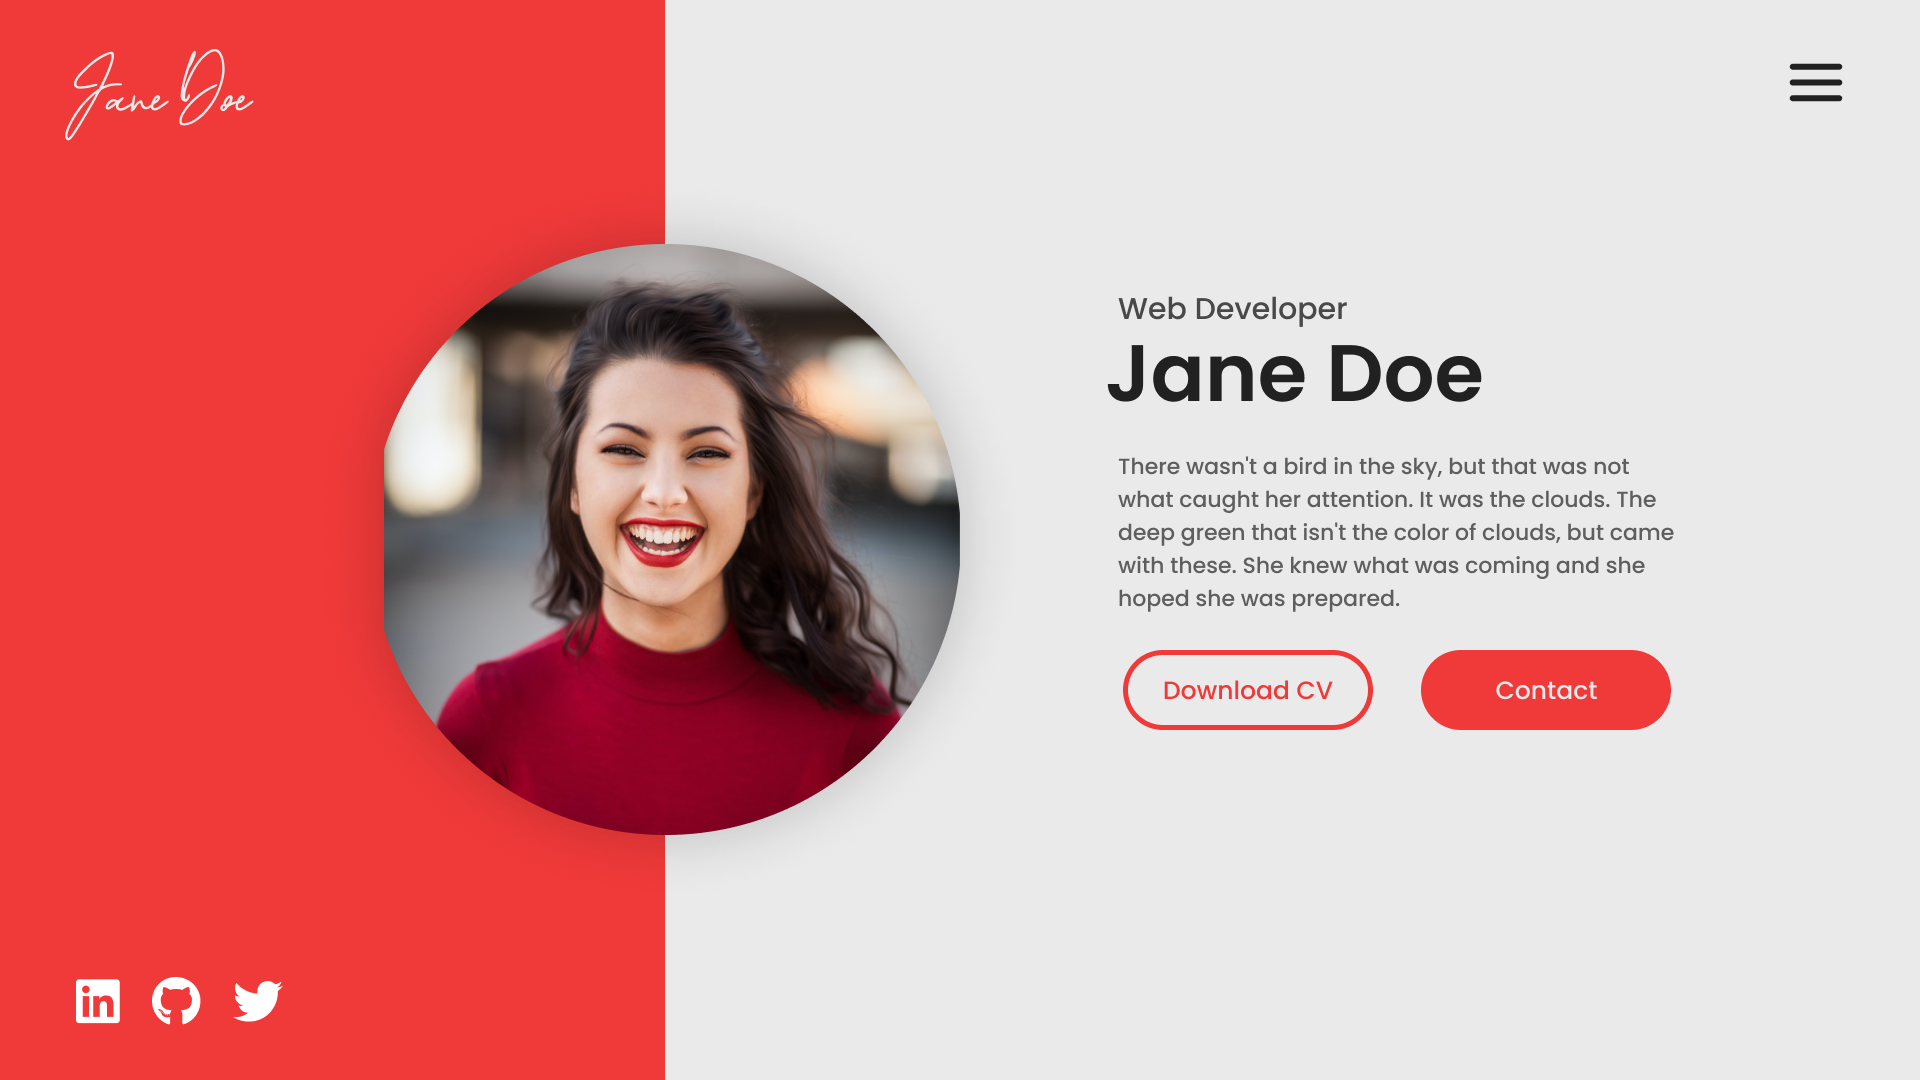 Jane Doe
Web Developer
Jane Doe
There wasn't a bird in the sky, but that was not
what caught her attention. It was the clouds. The
deep green that isn't the color of clouds, but came
with these. She knew what was coming and she
hoped she was prepared.
Download CV
Contact
in